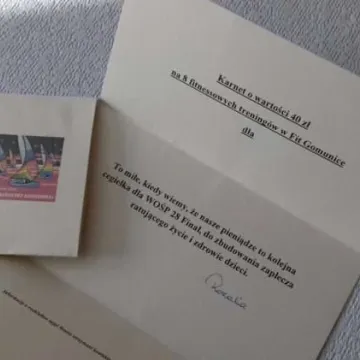 Karnet o wartości 40 zł
na 8 fitnessowych treningów w Fit Gomunice
dla
To miłe, kiedy wiemy, że nasze pieniądze to kolejna
cegiełka dla WOŚP 28 Finał, do zbudowania zaplecza
ratującego życie i zdrowie dzieci.